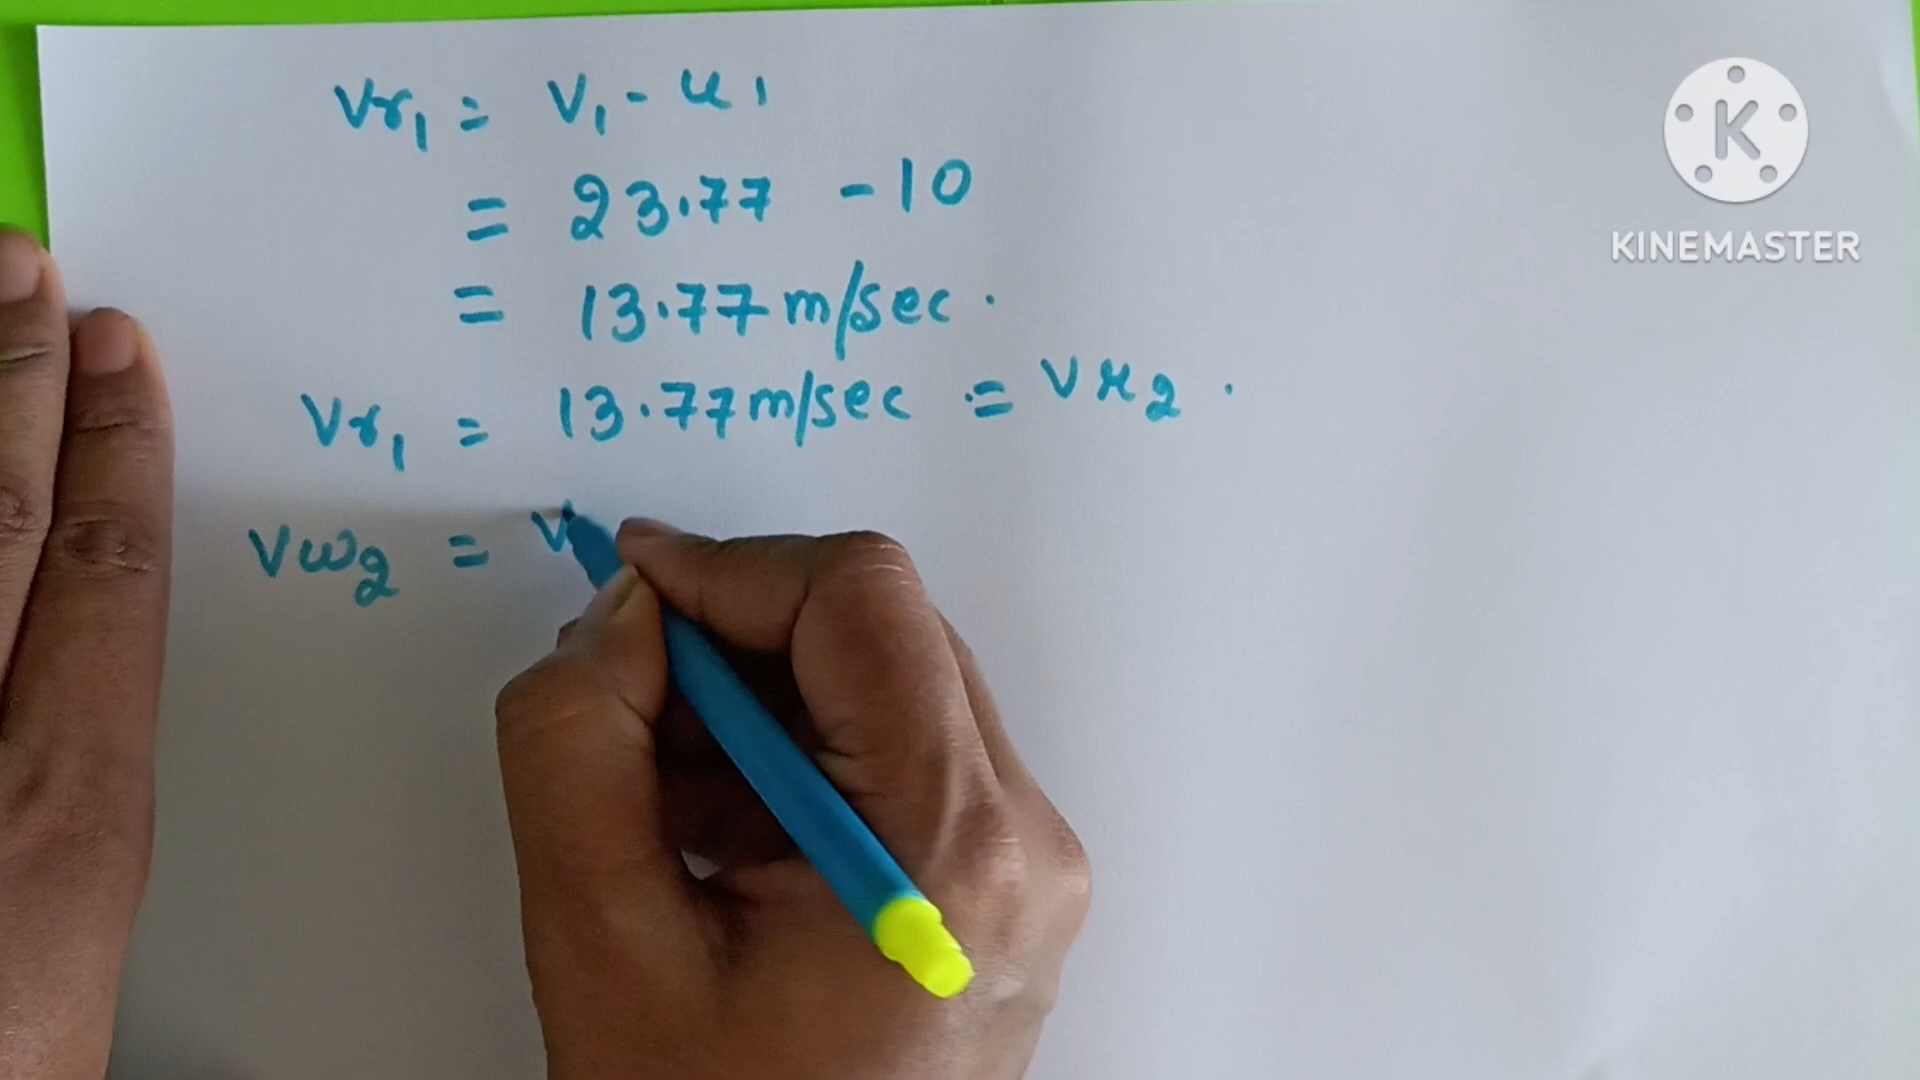 Vr₁ = V₁ - u₁
= 23.77 - 10
= 13.77 m/sec.
Vr₁ = 13.77 m/sec = Vr₂.
Vw₂ = V
K
KINEMASTER